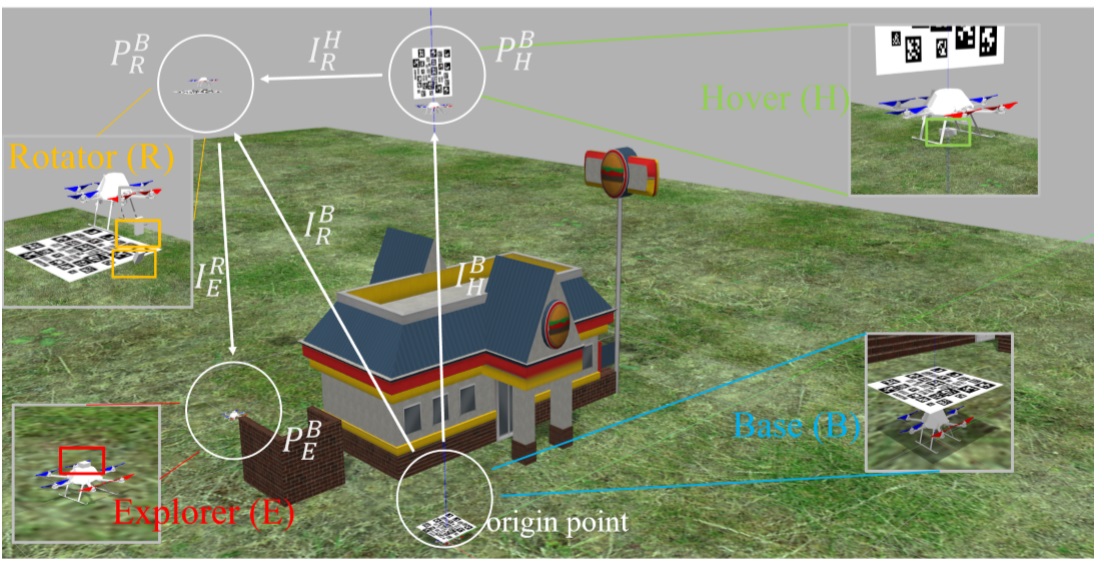 $P_R^B$
$I_R^H$
$P_H^B$
Hover (H)
Rotator (R)
$I_R^B$
$I_E^R$
$I_H^B$
Base (B)
$P_E^B$
Explorer (E)
origin point